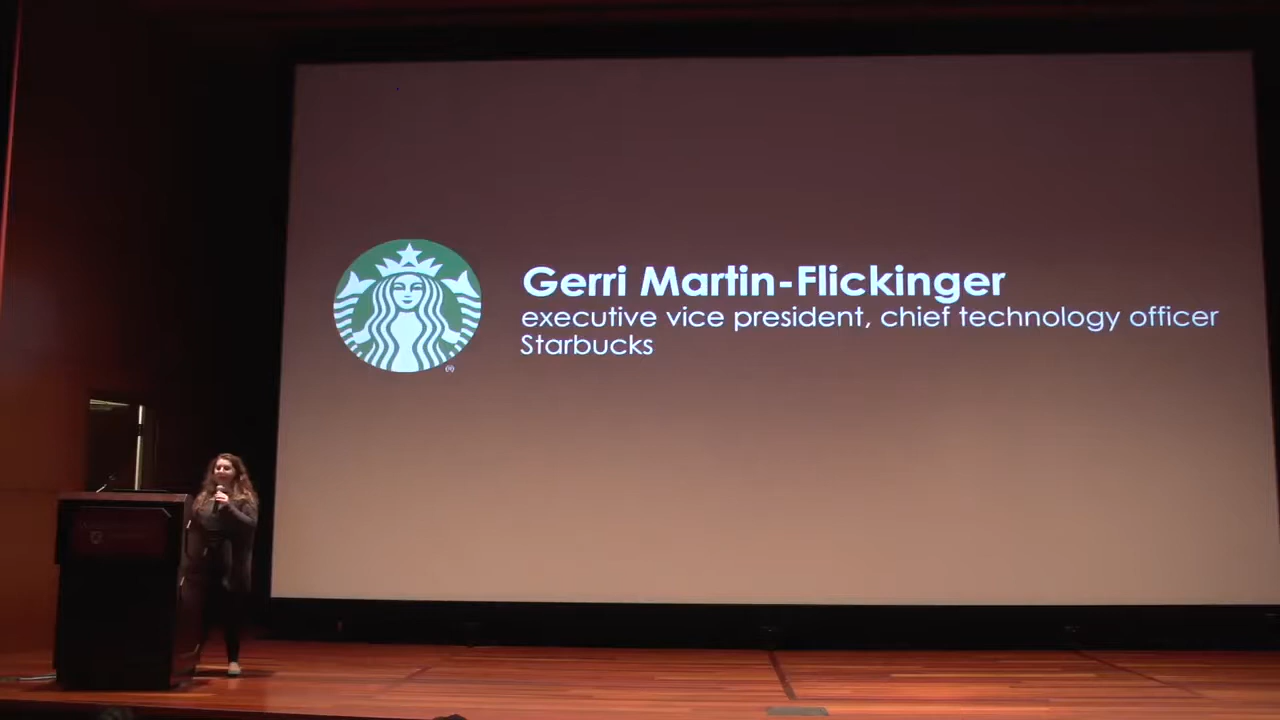 Gerri Martin-Flickinger
executive vice president, chief technology officer
Starbucks